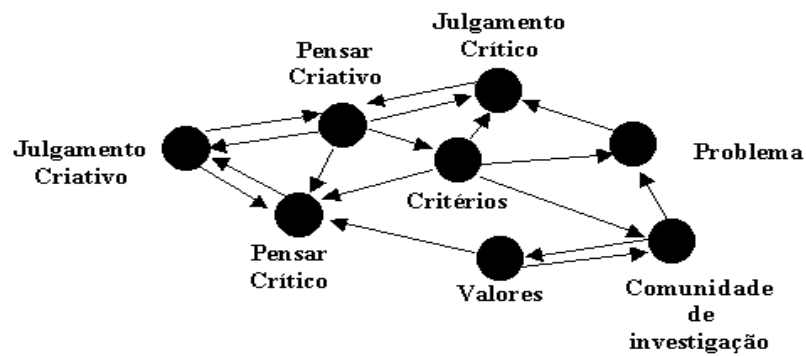 Julgamento
Crítico
Pensar
Criativo
Julgamento
Criativo
Problema
Critérios
Pensar
Crítico
Valores
Comunidade
de
investigação